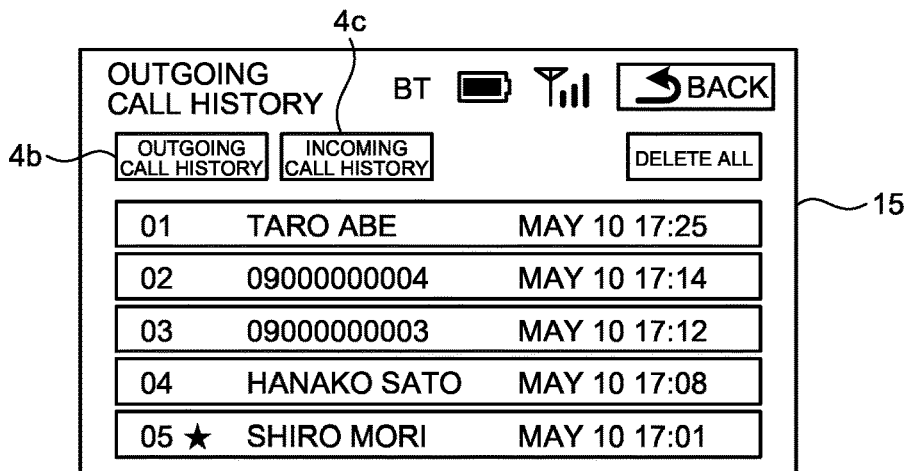 4c
OUTGOING
CALL HISTORY
BT
BACK
4b
OUTGOING
CALL HISTORY
INCOMING
CALL HISTORY
DELETE ALL
15
01 TARO ABE MAY 10 17:25
02 09000000004 MAY 10 17:14
03 09000000003 MAY 10 17:12
04 HANAKO SATO MAY 10 17:08
05 ★ SHIRO MORI MAY 10 17:01